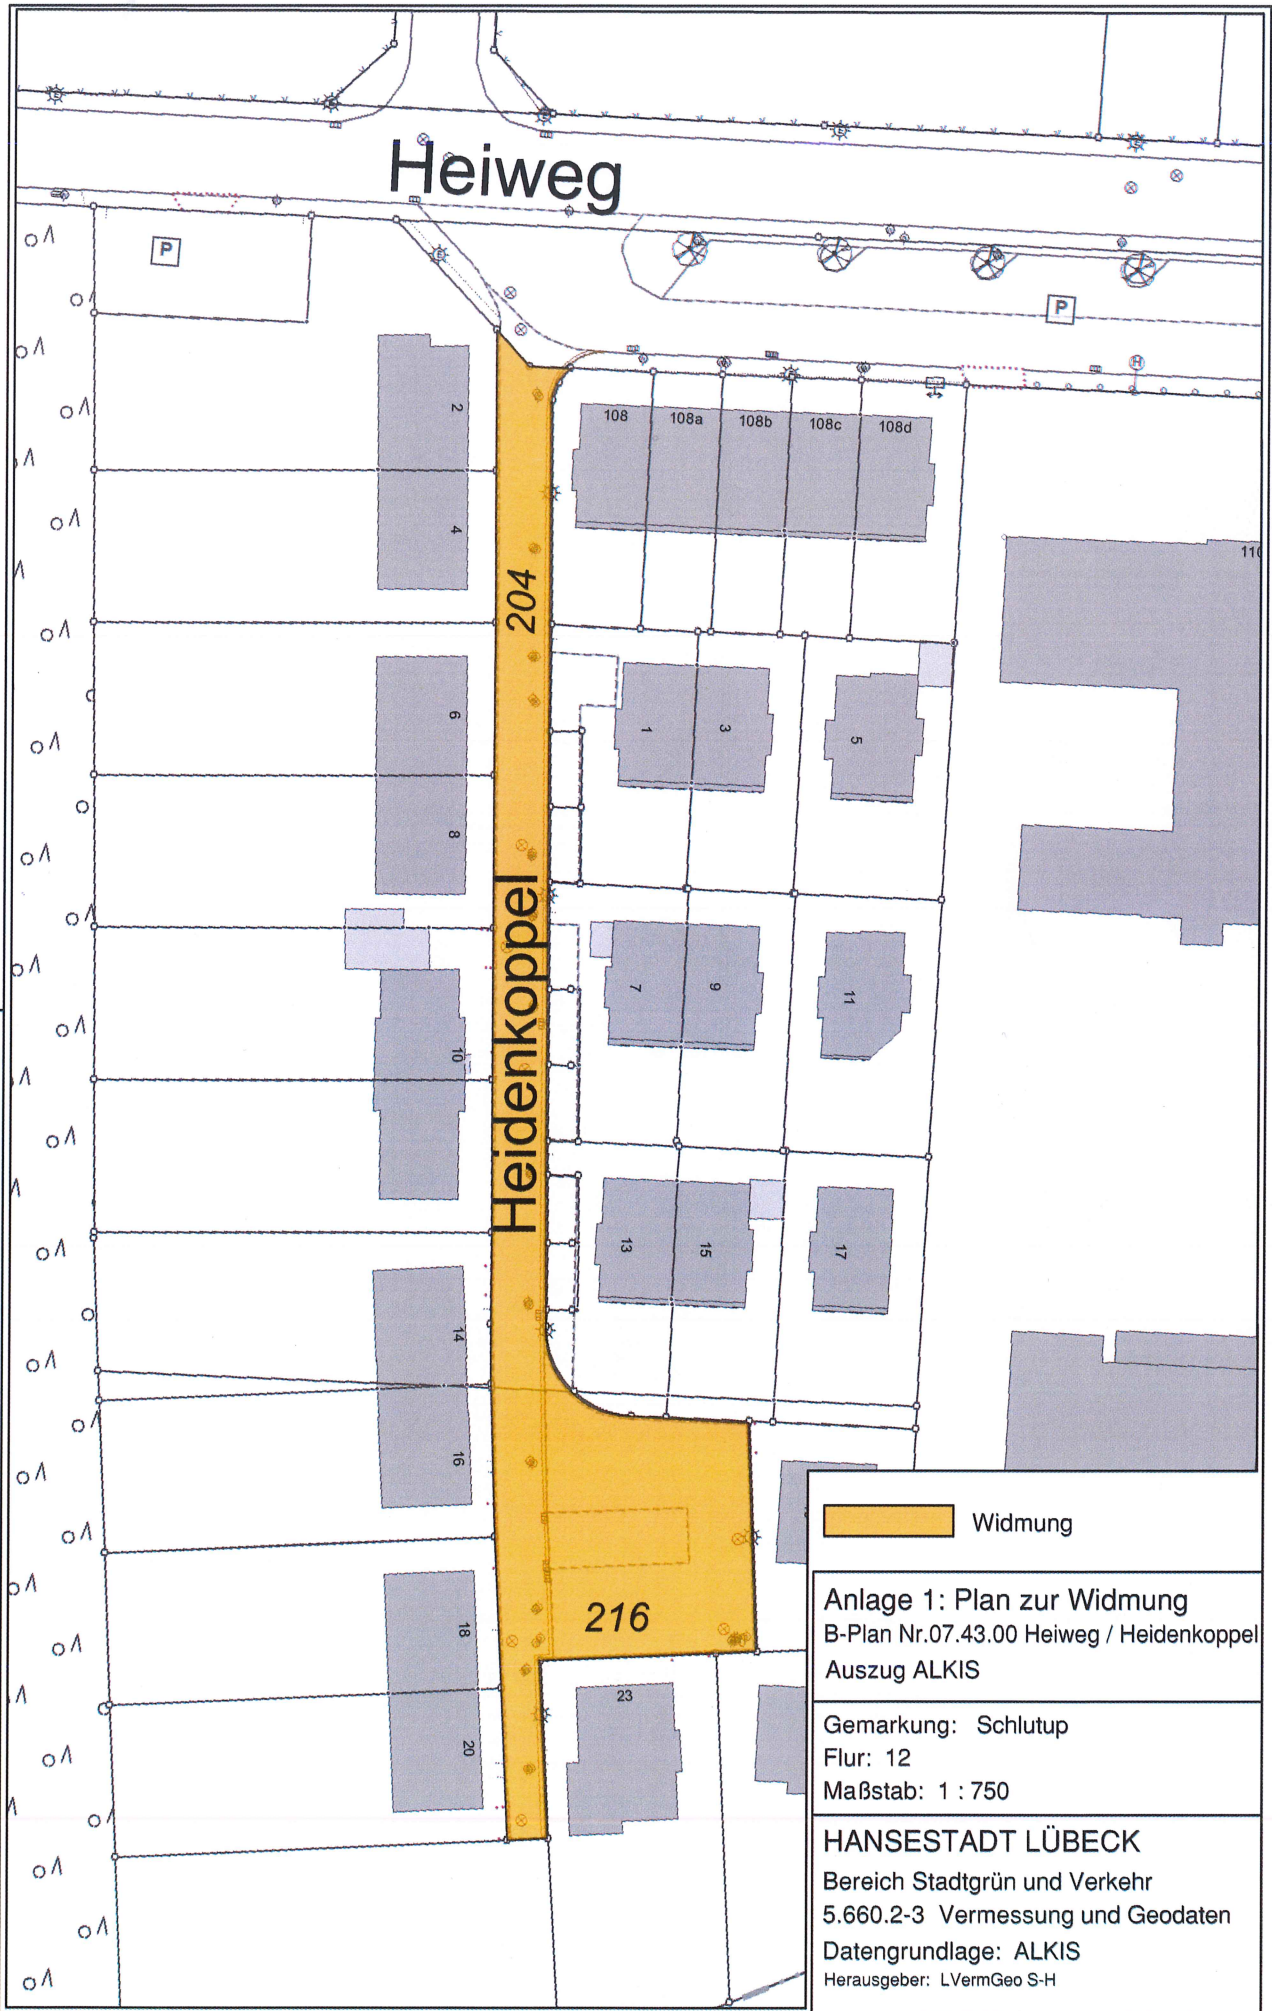 Heiweg
P
P
H
2
108
108a
108b
108c
108d
4
110
204
6
1
3
5
8
Heidenkoppel
7
9
11
10
13
15
17
14
16
216
18
23
20
Widmung
Anlage 1: Plan zur Widmung
B-Plan Nr.07.43.00 Heiweg / Heidenkoppel
Auszug ALKIS
Gemarkung: Schlutup
Flur: 12
Maßstab: 1 : 750
HANSESTADT LÜBECK
Bereich Stadtgrün und Verkehr
5.660.2-3 Vermessung und Geodaten
Datengrundlage: ALKIS
Herausgeber: LVermGeo S-H